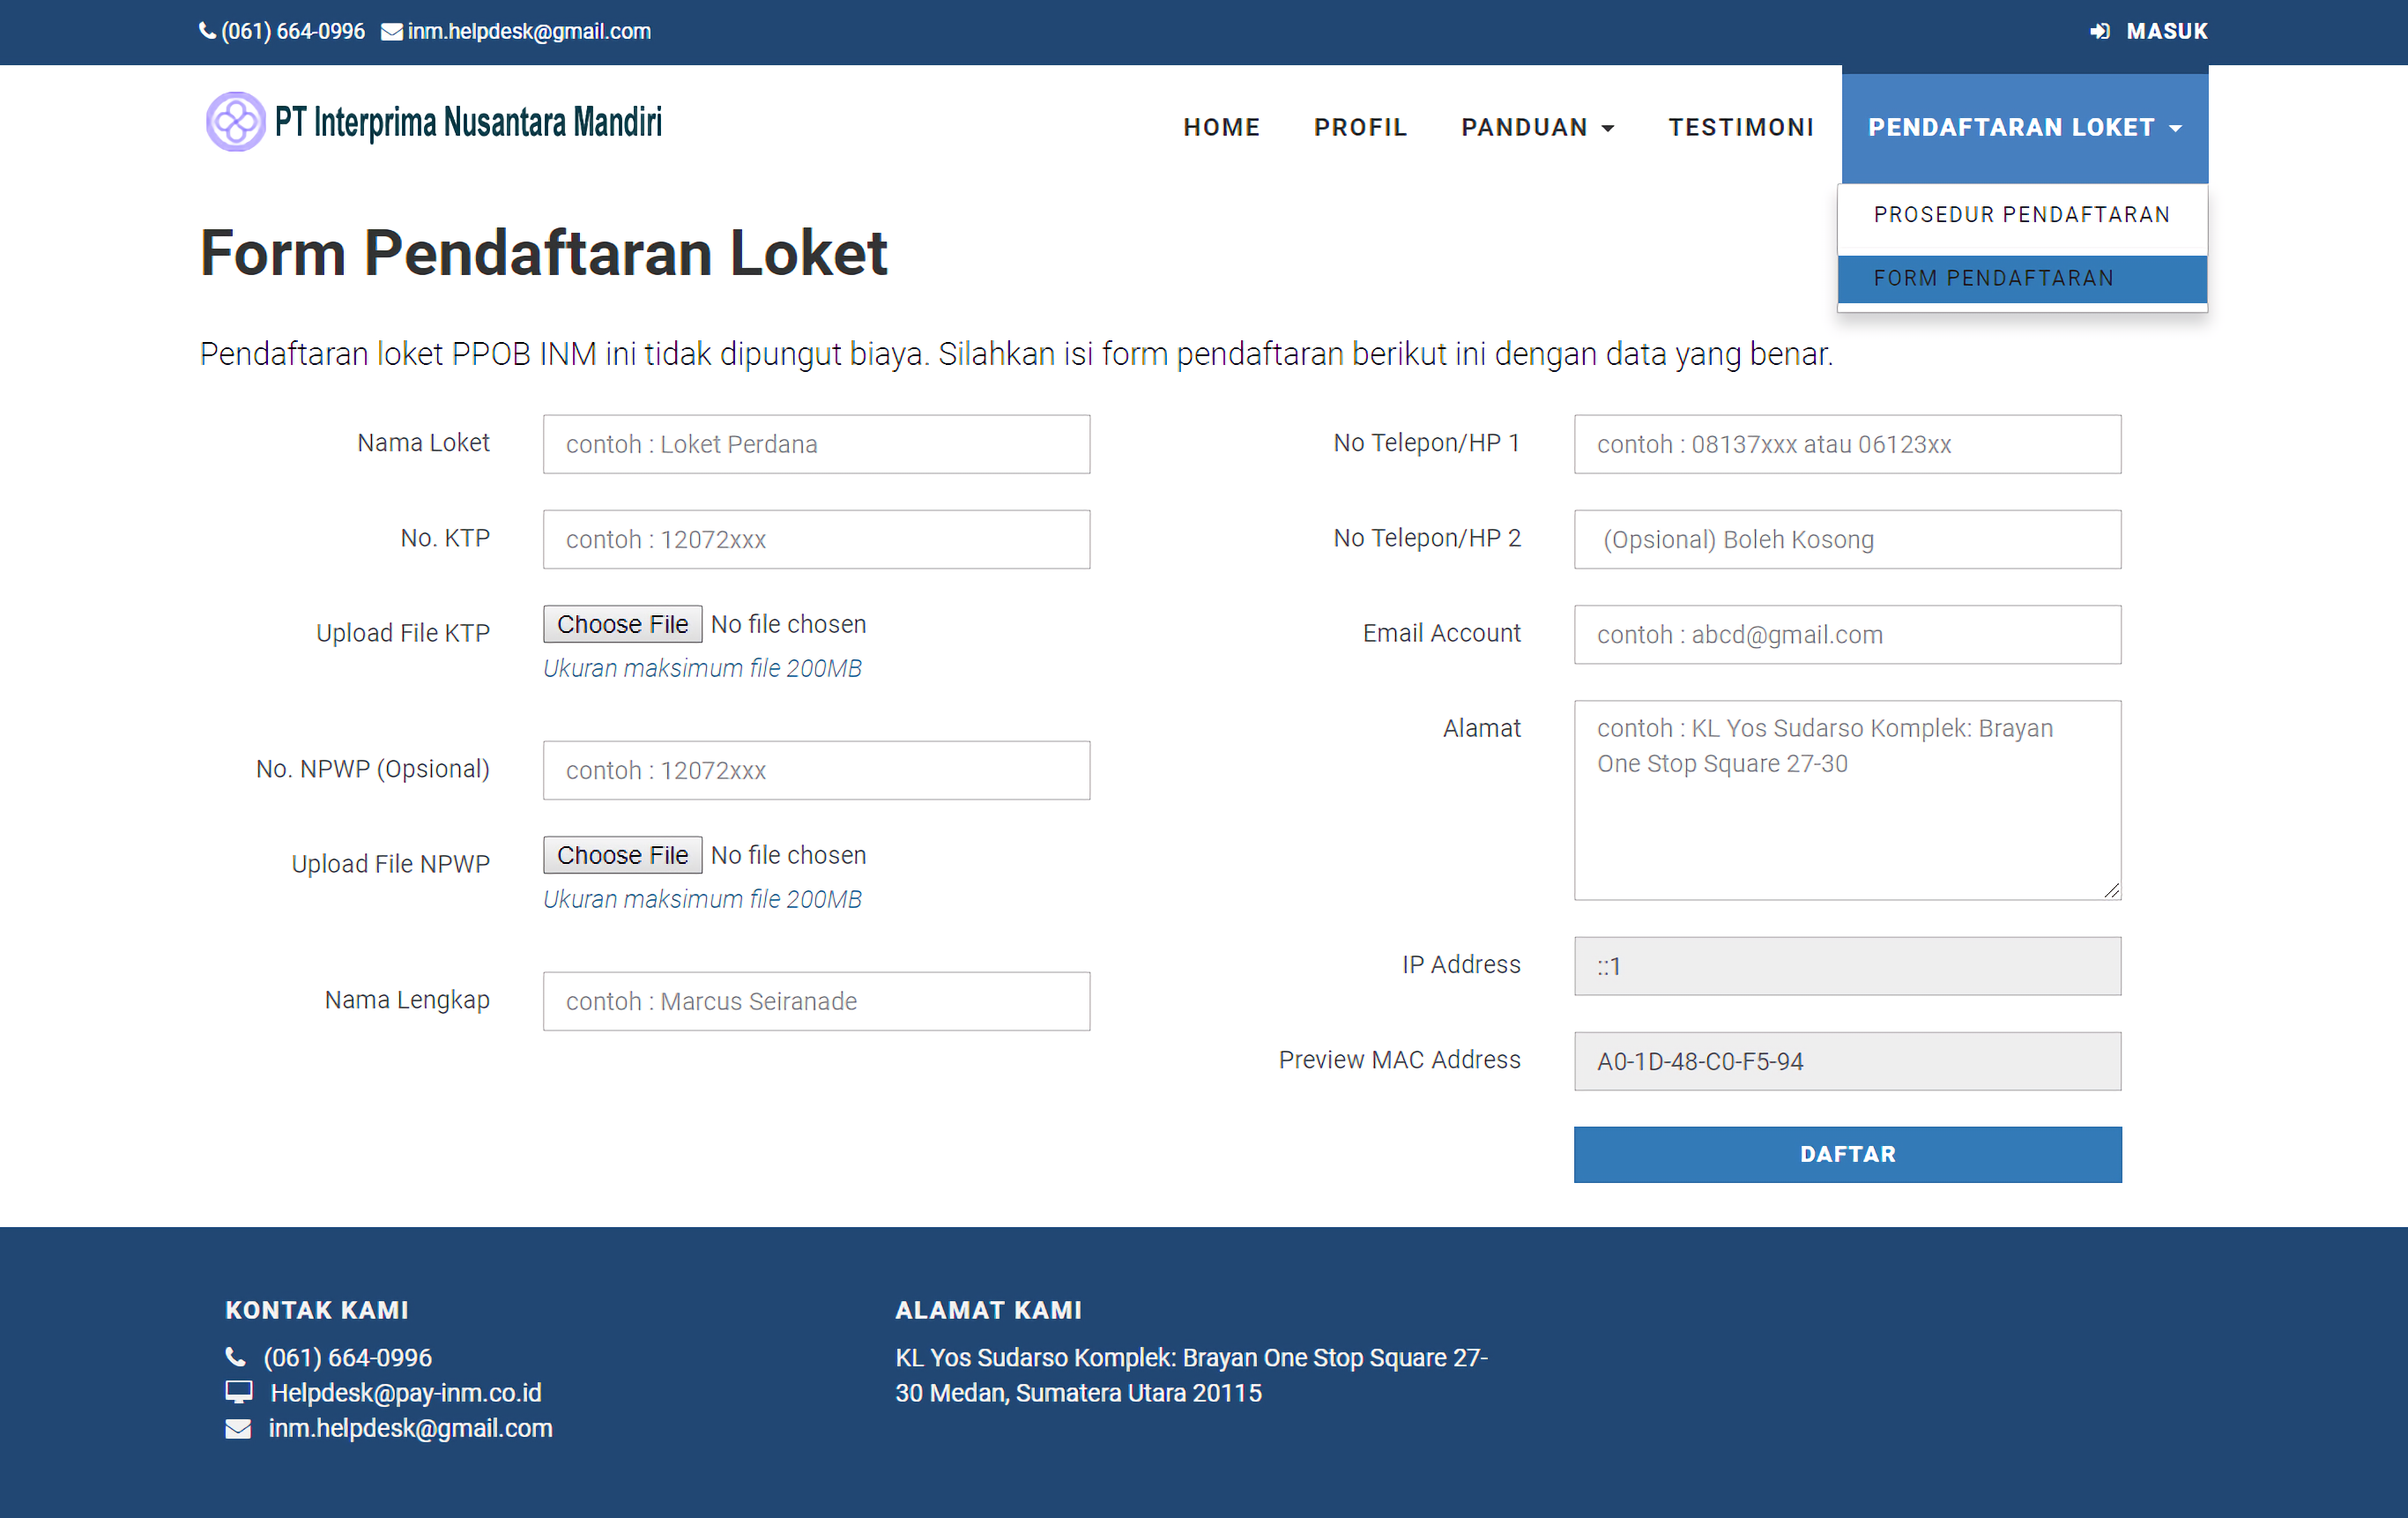 (061) 664-0996 inm.helpdesk@gmail.com MASUK
PT Interprima Nusantara Mandiri
HOME PROFIL PANDUAN TESTIMONI PENDAFTARAN LOKET
PROSEDUR PENDAFTARAN
FORM PENDAFTARAN
Form Pendaftaran Loket
Pendaftaran loket PPOB INM ini tidak dipungut biaya. Silahkan isi form pendaftaran berikut ini dengan data yang benar.
Nama Loket contoh : Loket Perdana
No. KTP contoh : 12072xxx
Upload File KTP Choose File No file chosen
Ukuran maksimum file 200MB
No. NPWP (Opsional) contoh : 12072xxx
Upload File NPWP Choose File No file chosen
Ukuran maksimum file 200MB
Nama Lengkap contoh : Marcus Seiranade
No Telepon/HP 1 contoh : 08137xxx atau 06123xx
No Telepon/HP 2 (Opsional) Boleh Kosong
Email Account contoh : abcd@gmail.com
Alamat contoh : KL Yos Sudarso Komplek: Brayan
One Stop Square 27-30
IP Address ::1
Preview MAC Address A0-1D-48-C0-F5-94
DAFTAR
KONTAK KAMI
(061) 664-0996
Helpdesk@pay-inm.co.id
inm.helpdesk@gmail.com
ALAMAT KAMI
KL Yos Sudarso Komplek: Brayan One Stop Square 27-
30 Medan, Sumatera Utara 20115